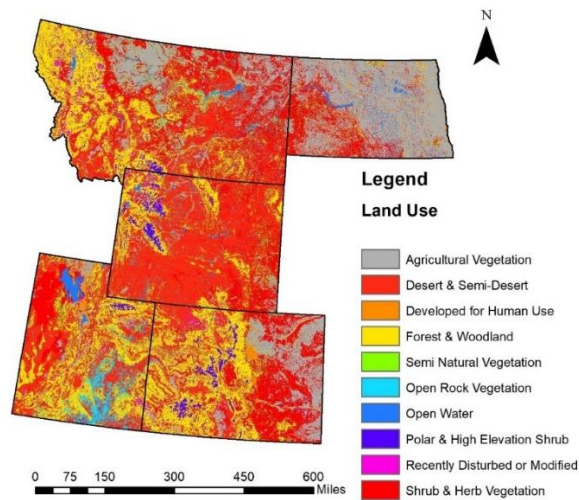 N
Legend
Land Use
Agricultural Vegetation
Desert & Semi-Desert
Developed for Human Use
Forest & Woodland
Semi Natural Vegetation
Open Rock Vegetation
Open Water
Polar & High Elevation Shrub
Recently Disturbed or Modified
Shrub & Herb Vegetation
0 75 150 300 450 600
Miles